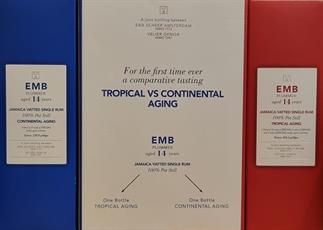 A joint bottling between
E&A SCHEER AMSTERDAM
VELIER GENOA
For the first time ever
a comparative tasting
TROPICAL VS CONTINENTAL
AGING
EMB
PLUMMER
aged 14 years
JAMAICA VATTED SINGLE RUM
100% Pot Still
One Bottle
TROPICAL AGING
One Bottle
CONTINENTAL AGING
EMB
PLUMMER
aged 14 years
JAMAICA VATTED SINGLE RUM
100% Pot Still
CONTINENTAL AGING
EMB
PLUMMER
aged 14 years
JAMAICA VATTED SINGLE RUM
100% Pot Still
TROPICAL AGING